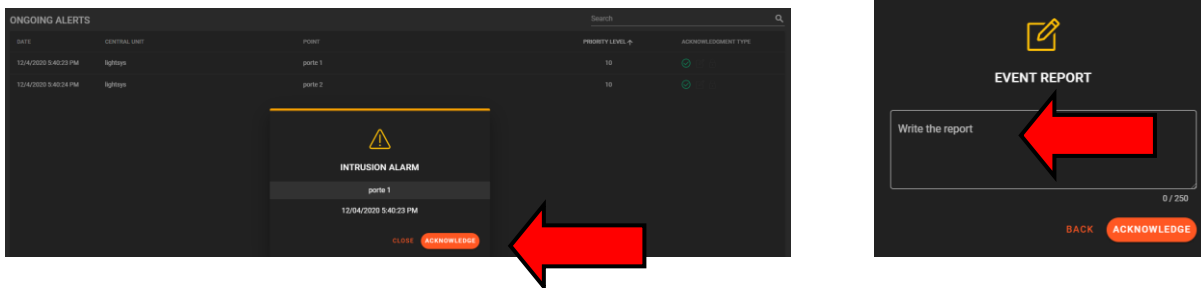 ONGOING ALERTS
Search
DATE CENTRAL UNIT POINT PRIORITY LEVEL ACKNOWLEDGMENT TYPE
12/4/2020 5:40:23 PM lightsys porte 1 10
12/4/2020 5:40:24 PM lightsys porte 2 10
INTRUSION ALARM
porte 1
12/04/2020 5:40:23 PM
CLOSE ACKNOWLEDGE
EVENT REPORT
Write the report
0 / 250
BACK ACKNOWLEDGE